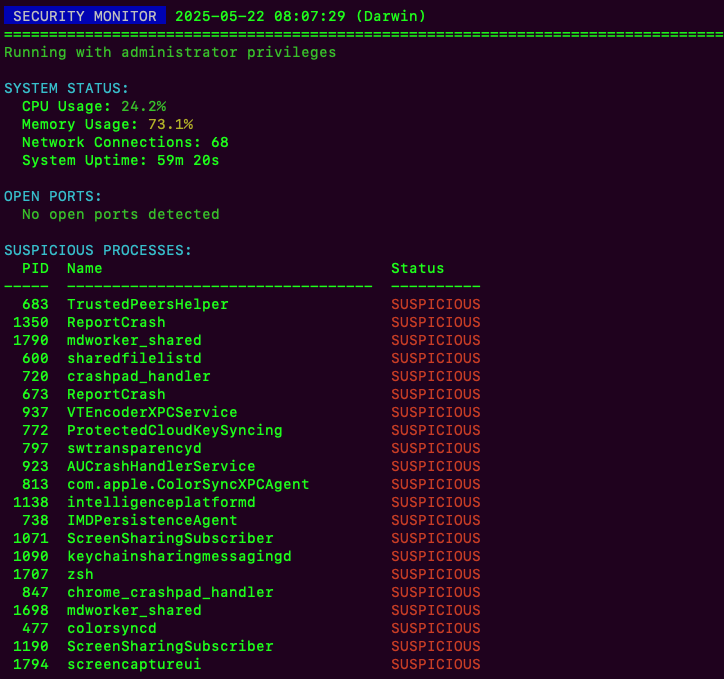 SECURITY MONITOR 2025-05-22 08:07:29 (Darwin)
================================================================================
Running with administrator privileges
SYSTEM STATUS:
CPU Usage: 24.2%
Memory Usage: 73.1%
Network Connections: 68
System Uptime: 59m 20s
OPEN PORTS:
No open ports detected
SUSPICIOUS PROCESSES:
PID Name Status
----- ---------------------------------- ----------
683 TrustedPeersHelper SUSPICIOUS
1350 ReportCrash SUSPICIOUS
1790 mdworker_shared SUSPICIOUS
600 sharedfilelistd SUSPICIOUS
720 crashpad_handler SUSPICIOUS
673 ReportCrash SUSPICIOUS
937 VTEncoderXPCService SUSPICIOUS
772 ProtectedCloudKeySyncing SUSPICIOUS
797 swtransparencyd SUSPICIOUS
923 AUCrashHandlerService SUSPICIOUS
813 com.apple.ColorSyncXPCAgent SUSPICIOUS
1138 intelligenceplatformd SUSPICIOUS
738 IMDPersistenceAgent SUSPICIOUS
1071 ScreenSharingSubscriber SUSPICIOUS
1090 keychainsharingmessagingd SUSPICIOUS
1707 zsh SUSPICIOUS
847 chrome_crashpad_handler SUSPICIOUS
1698 mdworker_shared SUSPICIOUS
477 colorsyncd SUSPICIOUS
1190 ScreenSharingSubscriber SUSPICIOUS
1794 screencaptureui SUSPICIOUS